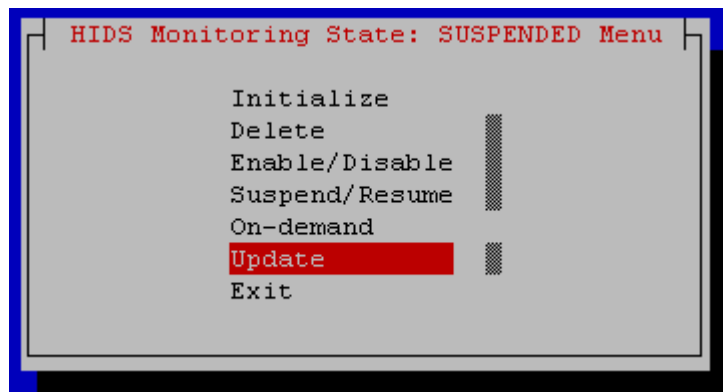 HIDS Monitoring State: SUSPENDED Menu
Initialize
Delete
Enable/Disable
Suspend/Resume
On-demand
Update
Exit